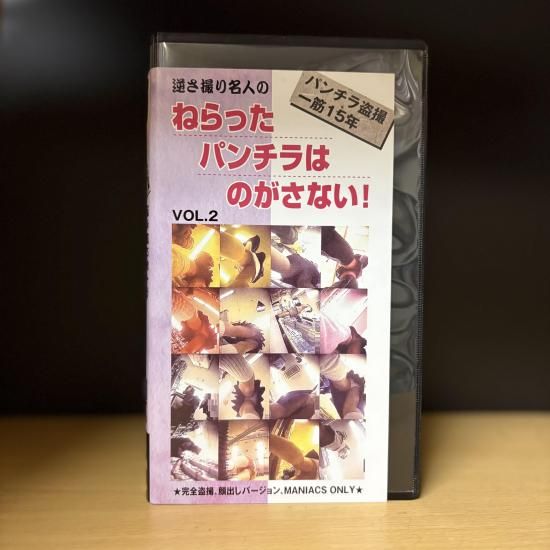 逆さ撮り名人の
パンチラ盗撮
一筋15年
ねらった
パンチラは
のがさない!
VOL.2
★完全盗撮、顔出しバージョン、MANIACS ONLY★